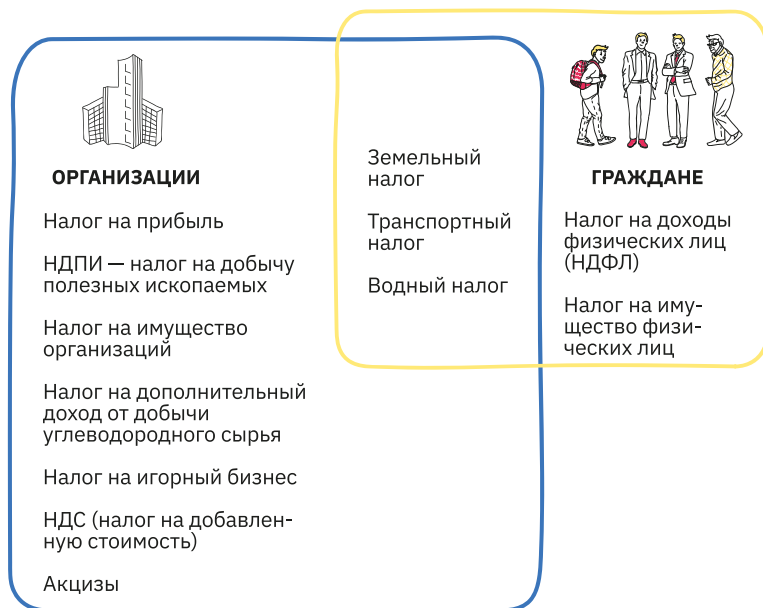 ОРГАНИЗАЦИИ
Налог на прибыль
НДПИ — налог на добычу
полезных ископаемых
Налог на имущество
организаций
Налог на дополнительный
доход от добычи
углеводородного сырья
Налог на игорный бизнес
НДС (налог на добавлен-
ную стоимость)
Акцизы
Земельный
налог
Транспортный
налог
Водный налог
ГРАЖДАНЕ
Налог на доходы
физических лиц
(НДФЛ)
Налог на иму-
щество физи-
ческих лиц